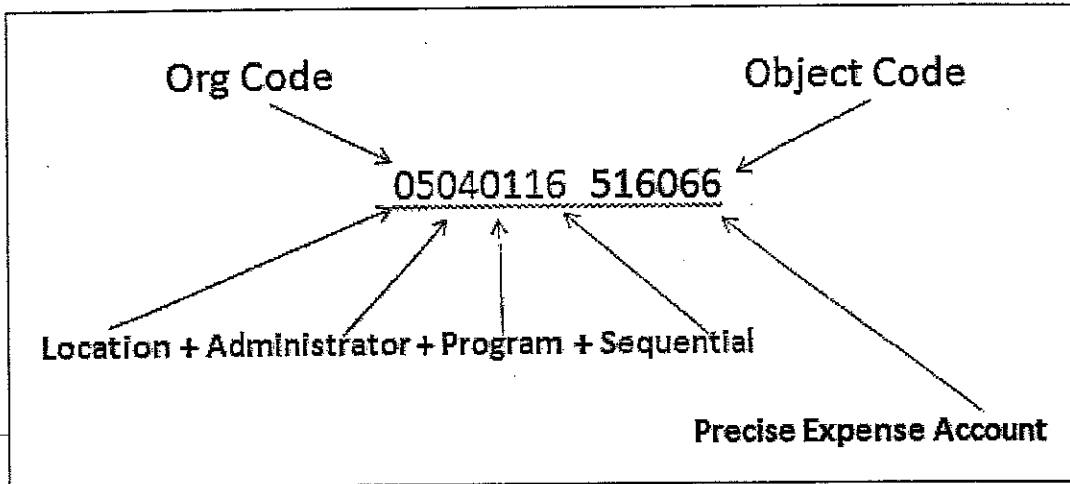 Org Code
Object Code
05040116 516066
Location + Administrator + Program + Sequential
Precise Expense Account